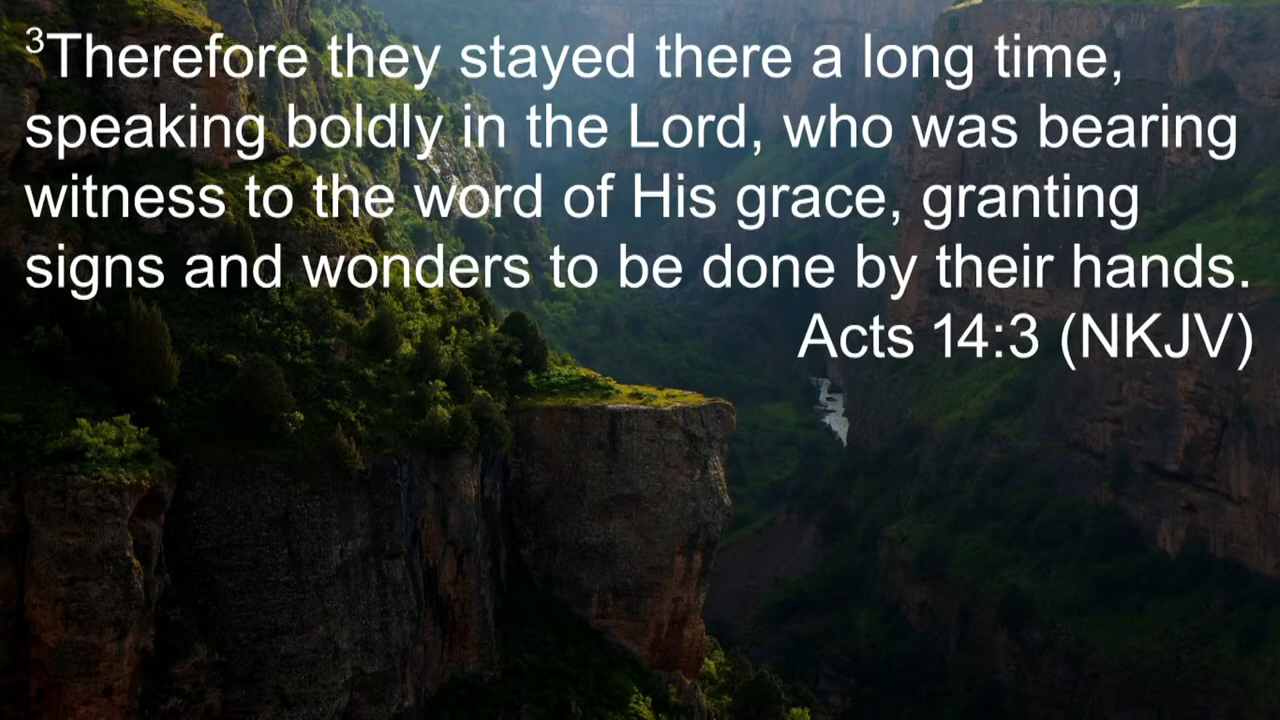 ³Therefore they stayed there a long time,
speaking boldly in the Lord, who was bearing
witness to the word of His grace, granting
signs and wonders to be done by their hands.
Acts 14:3 (NKJV)